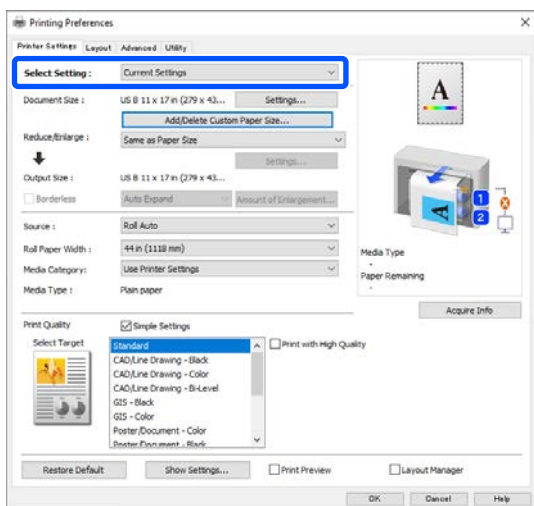 Printing Preferences
Printer Settings Layout Advanced Utility
Select Setting : Current Settings
Document Size : US B 11 x 17 in (279 x 43... Settings...
Add/Delete Custom Paper Size...
Reduce/Enlarge : Same as Paper Size
Settings...
Output Size : US B 11 x 17 in (279 x 43...
Borderless Auto Expand Amount of Enlargement...
Source : Roll Auto
Roll Paper Width : 44 in (1118 mm)
Media Category: Use Printer Settings
Media Type : Plain paper
A
A
1
2
Media Type
-
Paper Remaining
-
Acquire Info
Print Quality Simple Settings
Select Target
Standard
CAD/Line Drawing - Black
CAD/Line Drawing - Color
CAD/Line Drawing - Bi-Level
GIS - Black
GIS - Color
Poster/Document - Color
Poster/Document - Black
Print with High Quality
Restore Default Show Settings... Print Preview Layout Manager
OK Cancel Help